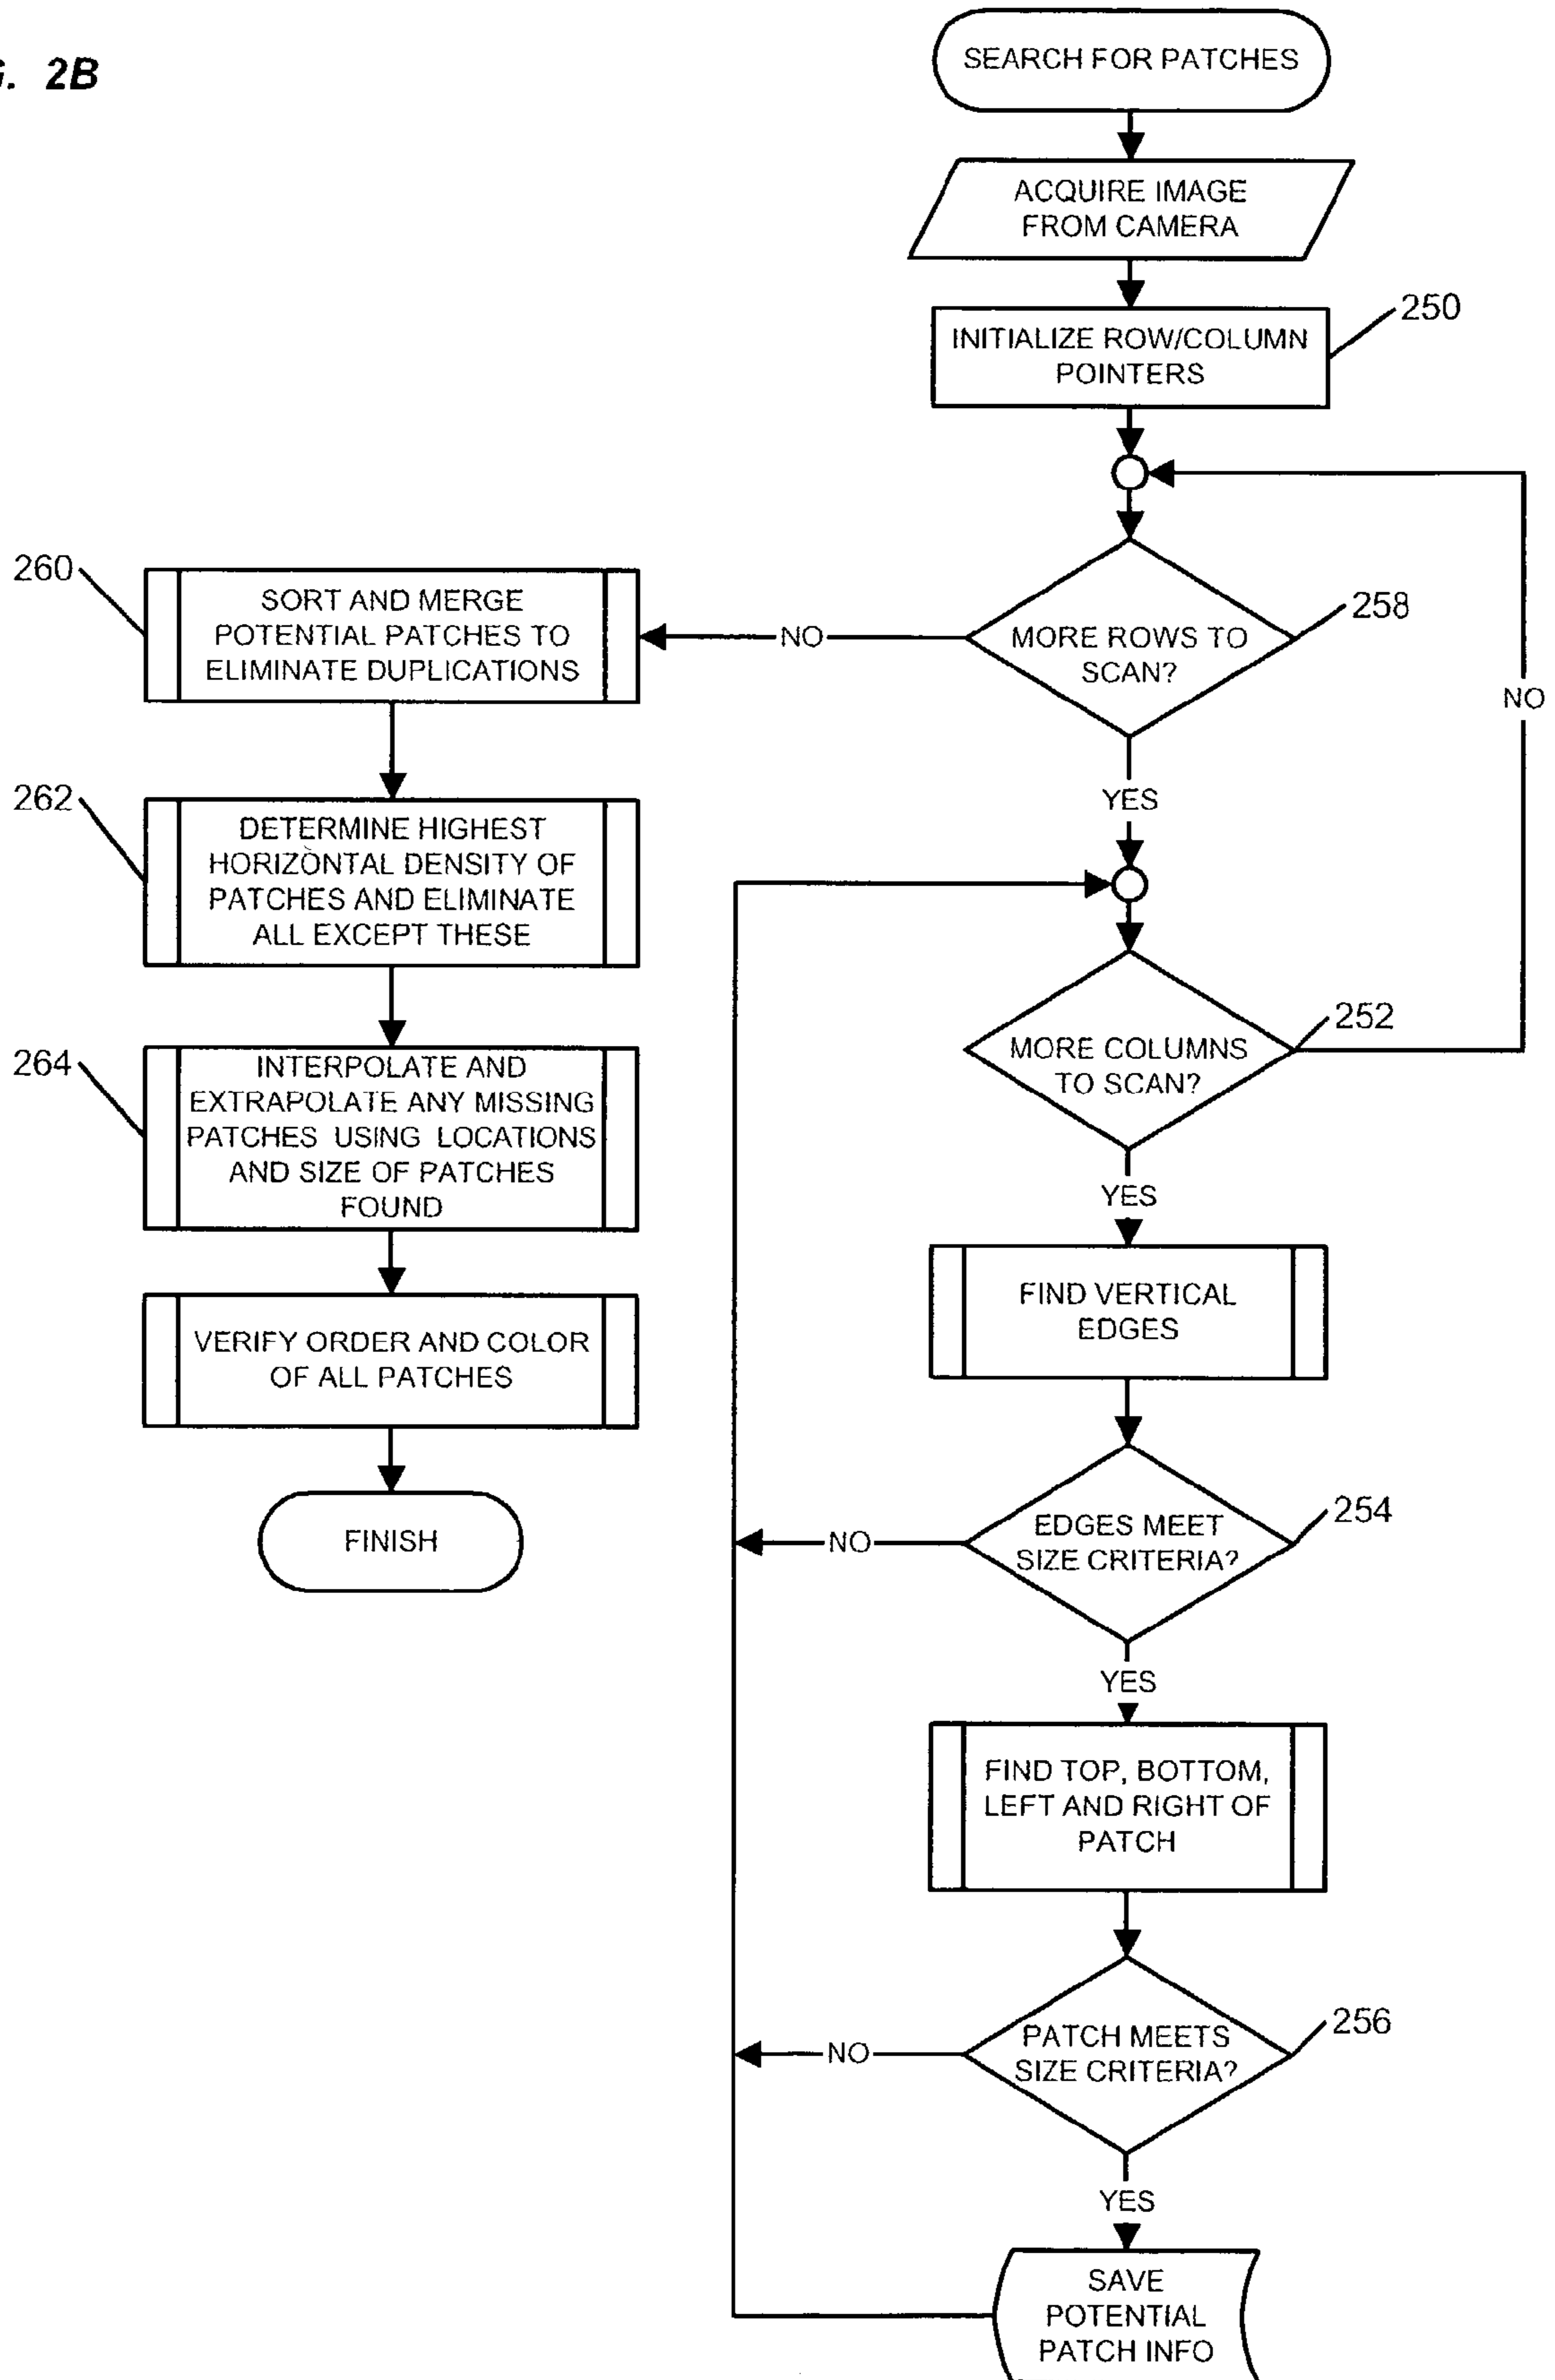 . 2B
SEARCH FOR PATCHES
ACQUIRE IMAGE
FROM CAMERA
250
INITIALIZE ROW/COLUMN
POINTERS
260
SORT AND MERGE
POTENTIAL PATCHES TO
ELIMINATE DUPLICATIONS
NO
258
MORE ROWS TO
SCAN?
NO
YES
262
DETERMINE HIGHEST
HORIZONTAL DENSITY OF
PATCHES AND ELIMINATE
ALL EXCEPT THESE
252
MORE COLUMNS
TO SCAN?
264
INTERPOLATE AND
EXTRAPOLATE ANY MISSING
PATCHES USING LOCATIONS
AND SIZE OF PATCHES
FOUND
YES
FIND VERTICAL
EDGES
VERIFY ORDER AND COLOR
OF ALL PATCHES
254
EDGES MEET
SIZE CRITERIA?
NO
FINISH
YES
FIND TOP, BOTTOM,
LEFT AND RIGHT OF
PATCH
256
PATCH MEETS
SIZE CRITERIA?
NO
YES
SAVE
POTENTIAL
PATCH INFO